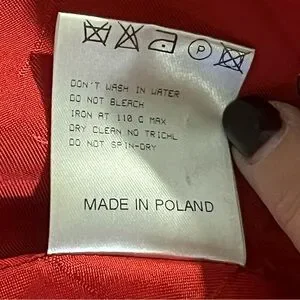 P
DON'T WASH IN WATER
DO NOT BLEACH
IRON AT 110 C MAX
DRY CLEAN NO TRICHL
DO NOT SPIN-DRY
MADE IN POLAND